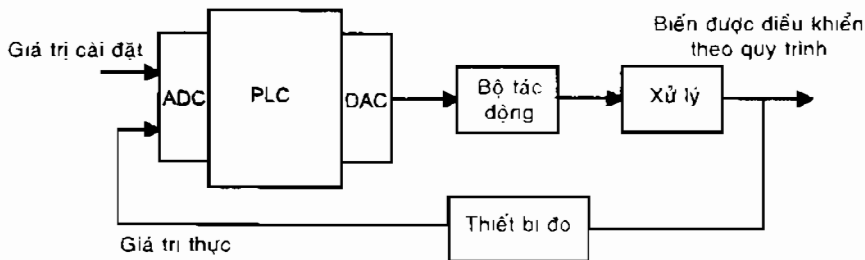 Biến được điều khiển
theo quy trình
Giá trị cài đặt
ADC
PLC
DAC
Bộ tác
động
Xử lý
Thiết bị đo
Giá trị thực